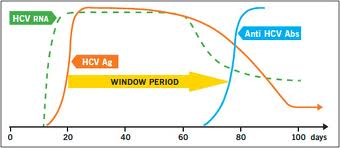 HCV RNA
Anti HCV Abs
HCV Ag
WINDOW PERIOD
0 20 40 60 80 100 days